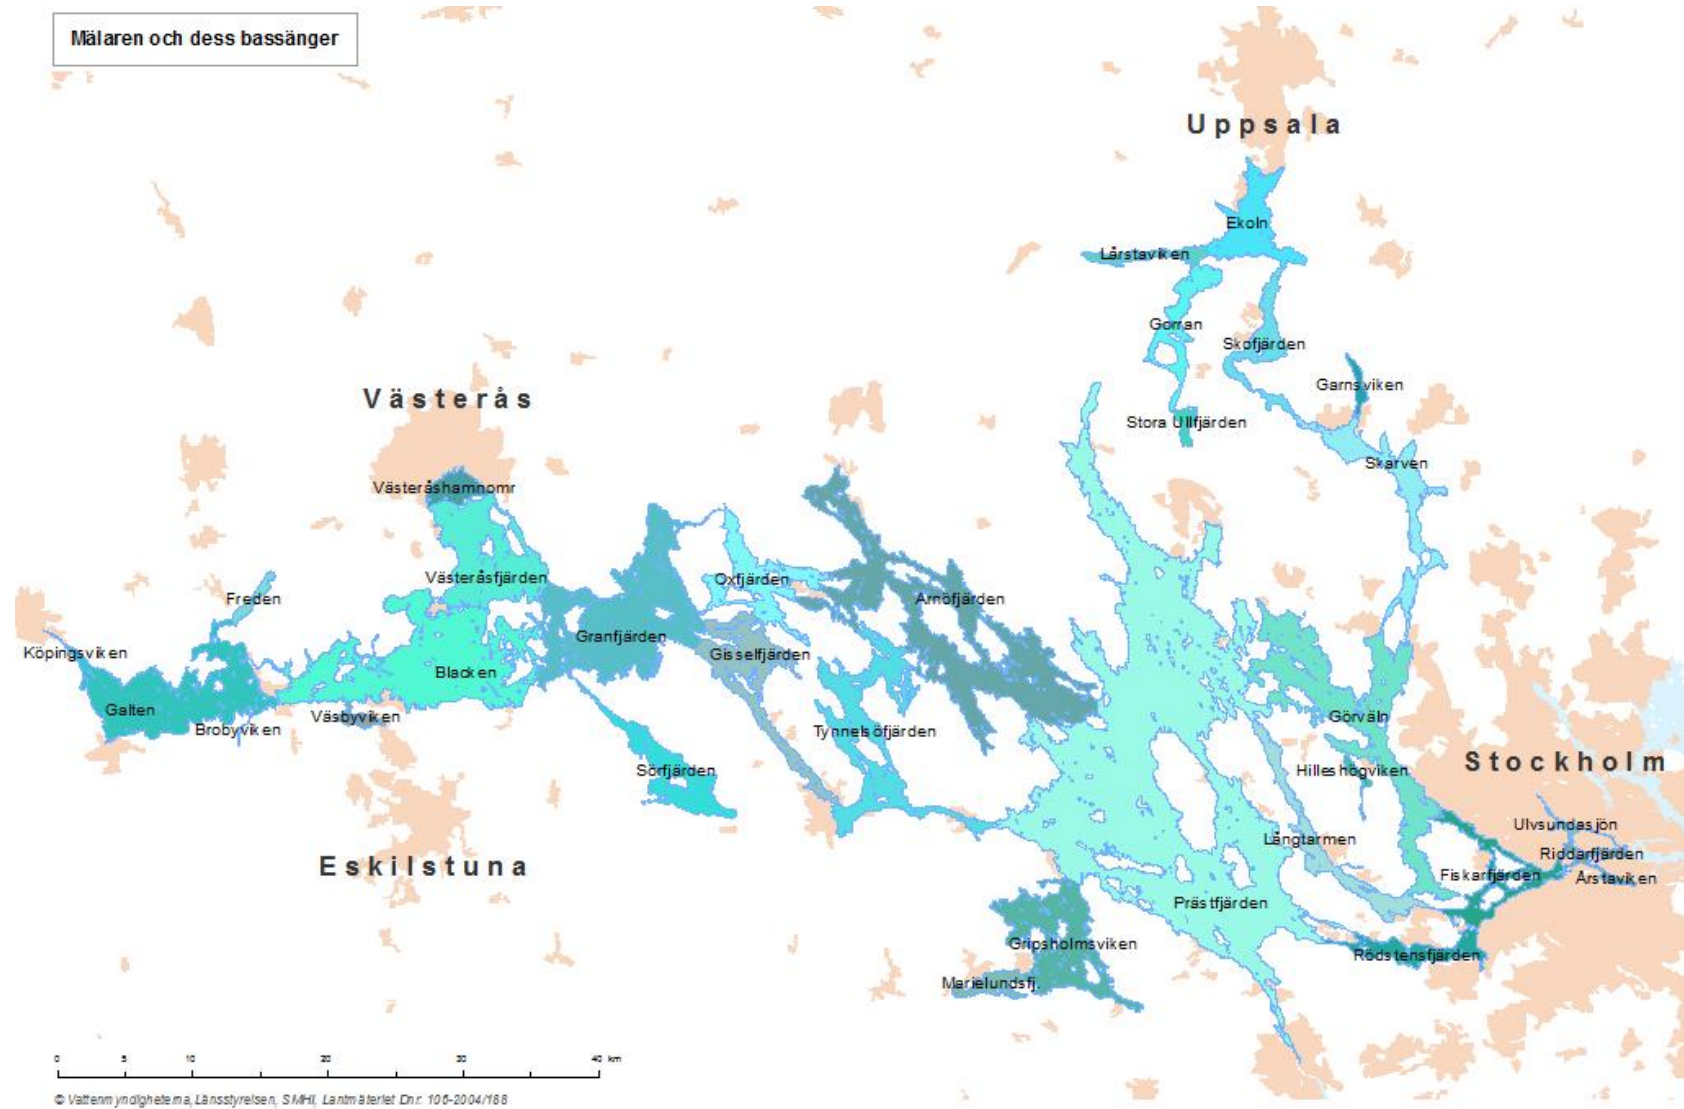 Mälaren och dess bassänger
Uppsala
Ekoln
Lårstaviken
Gorran
Skofjärden
Garnsviken
Västerås
Stora Ullfjärden
Skarven
Västeråshamnomr
Västeråsfjärden
Oxfjärden
Freden
Arnöfjärden
Granfjärden
Köpingsviken
Gisselfjärden
Blacken
Galten
Väsbyviken
Görväln
Brobyviken
Tynnelsöfjärden
Stockholm
Sörfjärden
Hilleshögviken
Ulvsundasjön
Långtarmen
Riddarfjärden
Eskilstuna
Fiskarfjärden
Årstaviken
Prästfjärden
Gripsholmsviken
Rödstensfjärden
Marielundsfj.
0 5 10 20 30 40 km
© Vattenmyndigheterna, Länsstyrelsen, SMHI, Lantmäteriet Dnr. 106-2004/188